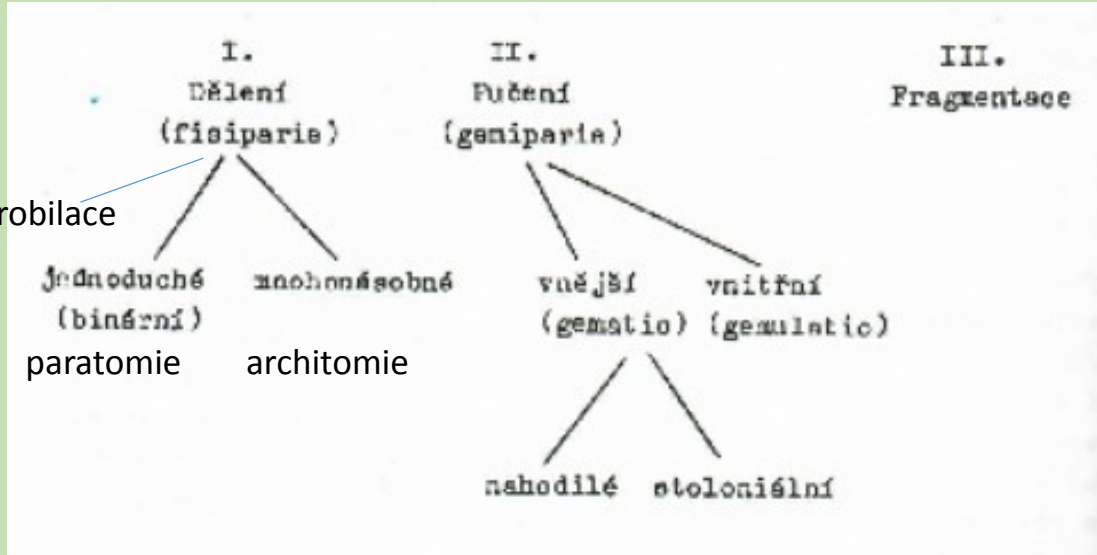 I.
Dělení
(fisiparie)
II.
Pučení
(gemiparie)
III.
Fragmentace
robilace
jednoduché
(binární)
mnohonásobné
vnější
(gematio)
vnitřní
(gemulatio)
paratomie
architomie
nahodilé
stoloniální